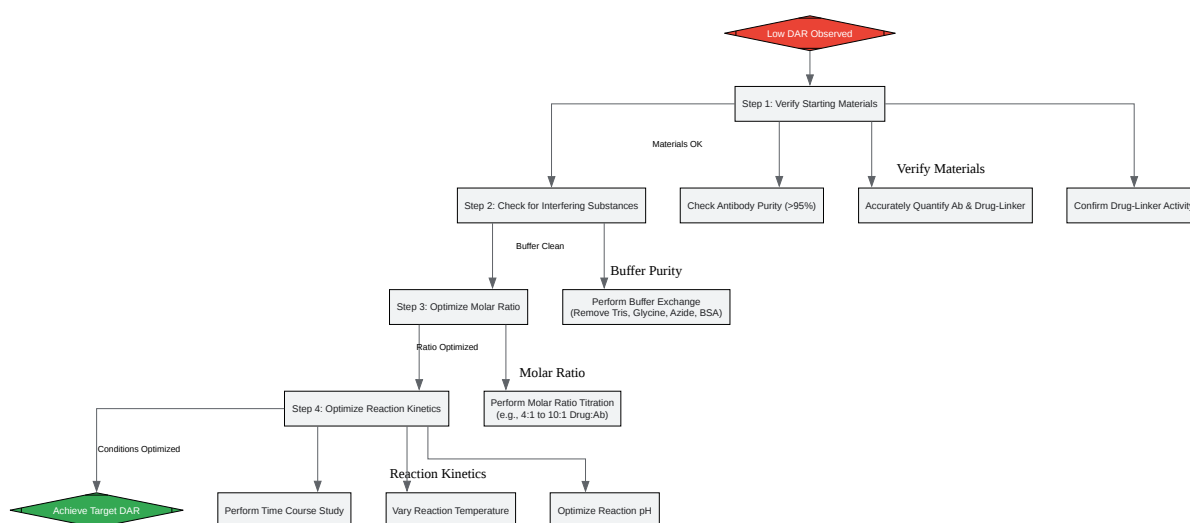 Low DAR Observed
Step 1: Verify Starting Materials
Materials OK
Verify Materials
Step 2: Check for Interfering Substances
Check Antibody Purity (>95%)
Accurately Quantify Ab & Drug-Linker
Confirm Drug-Linker Activity
Buffer Clean
Buffer Purity
Step 3: Optimize Molar Ratio
Perform Buffer Exchange
(Remove Tris, Glycine, Azide, BSA)
Ratio Optimized
Molar Ratio
Step 4: Optimize Reaction Kinetics
Perform Molar Ratio Titration
(e.g., 4:1 to 10:1 Drug:Ab)
Conditions Optimized
Reaction Kinetics
Achieve Target DAR
Perform Time Course Study
Vary Reaction Temperature
Optimize Reaction pH